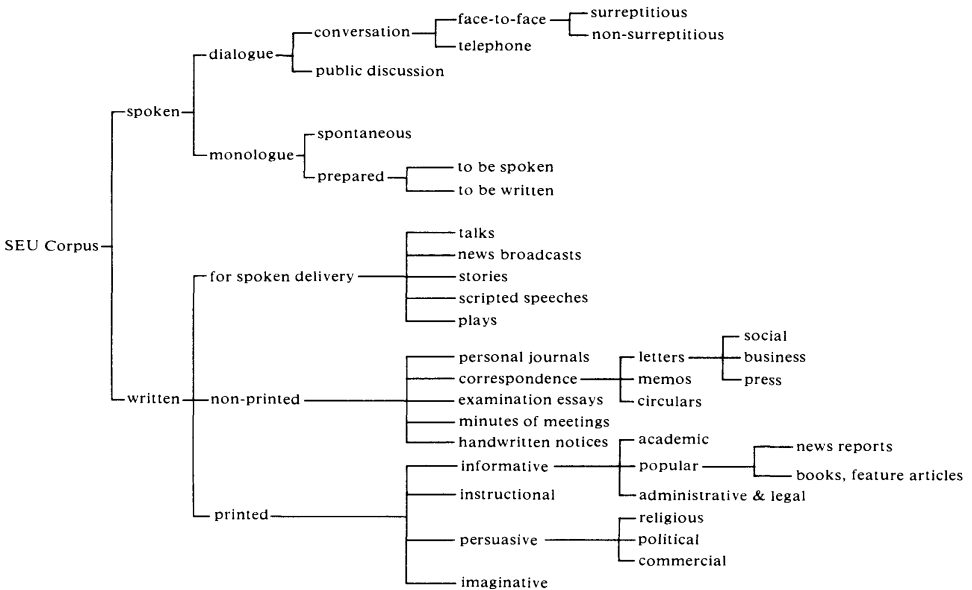 surreptitious
face-to-face
non-surreptitious
conversation
telephone
dialogue
public discussion
spoken
spontaneous
monologue
to be spoken
prepared
to be written
SEU Corpus
talks
news broadcasts
for spoken delivery
stories
scripted speeches
plays
social
personal journals
letters
business
correspondence
memos
press
written
non-printed
examination essays
circulars
minutes of meetings
handwritten notices
academic
news reports
informative
popular
books, feature articles
instructional
administrative & legal
printed
religious
persuasive
political
commercial
imaginative